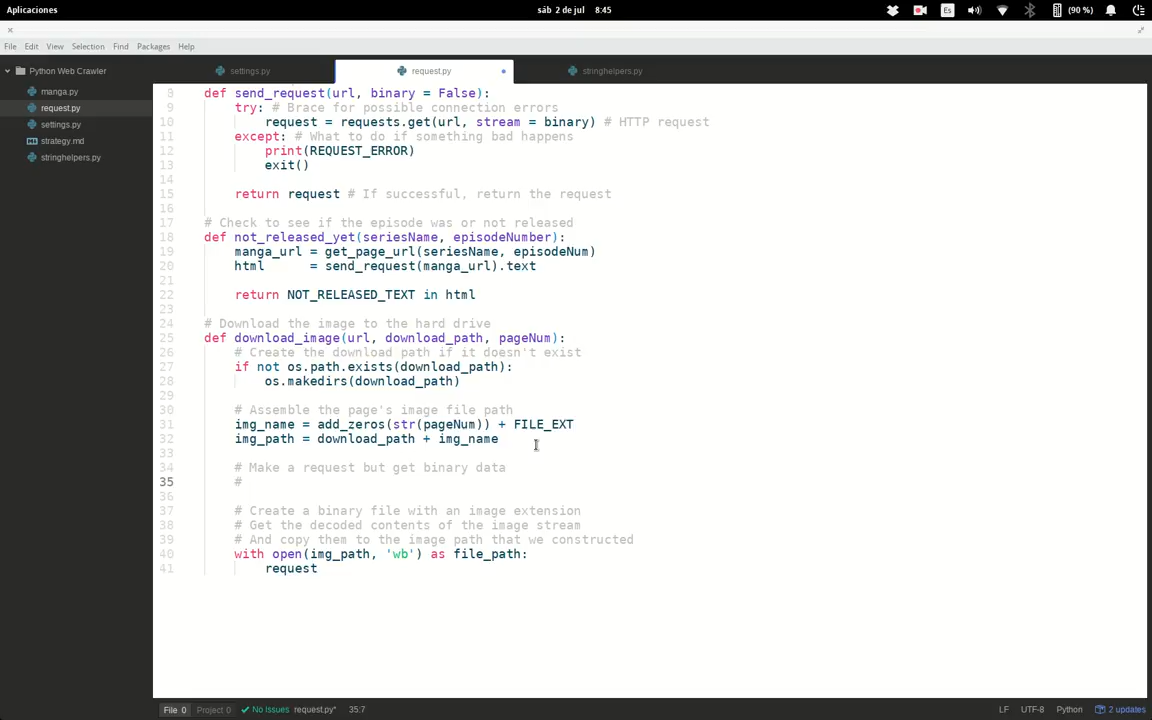 Aplicaciones
sáb 2 de jul 8:45
Es
(90 %)
File Edit View Selection Find Packages Help
Python Web Crawler
manga.py
request.py
settings.py
strategy.md
stringhelpers.py
settings.py
request.py
stringhelpers.py
8 def send_request(url, binary = False):
9 try: # Brace for possible connection errors
10 request = requests.get(url, stream = binary) # HTTP request
11 except: # What to do if something bad happens
12 print(REQUEST_ERROR)
13 exit()
14
15 return request # If successful, return the request
16
17 # Check to see if the episode was or not released
18 def not_released_yet(seriesName, episodeNumber):
19 manga_url = get_page_url(seriesName, episodeNum)
20 html = send_request(manga_url).text
21
22 return NOT_RELEASED_TEXT in html
23
24 # Download the image to the hard drive
25 def download_image(url, download_path, pageNum):
26 # Create the download path if it doesn't exist
27 if not os.path.exists(download_path):
28 os.makedirs(download_path)
29
30 # Assemble the page's image file path
31 img_name = add_zeros(str(pageNum)) + FILE_EXT
32 img_path = download_path + img_name
33
34 # Make a request but get binary data
35 #
36
37 # Create a binary file with an image extension
38 # Get the decoded contents of the image stream
39 # And copy them to the image path that we constructed
40 with open(img_path, 'wb') as file_path:
41 request
File 0 Project 0 No Issues request.py* 35:7
LF UTF-8 Python 2 updates